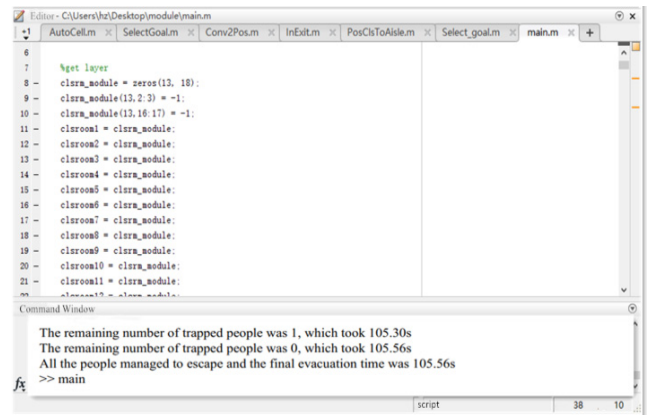 Editor - C:\Users\hz\Desktop\module\main.m
+1 AutoCell.m × SelectGoal.m × Conv2Pos.m × InExit.m × PosClsToAisle.m × Select_goal.m × main.m × +
6
7 %get layer
8 - clsrm_module = zeros(13, 18);
9 - clsrm_module(13,2:3) = -1;
10 - clsrm_module(13,16:17) = -1;
11 - clsroom1 = clsrm_module;
12 - clsroom2 = clsrm_module;
13 - clsroom3 = clsrm_module;
14 - clsroom4 = clsrm_module;
15 - clsroom5 = clsrm_module;
16 - clsroom6 = clsrm_module;
17 - clsroom7 = clsrm_module;
18 - clsroom8 = clsrm_module;
19 - clsroom9 = clsrm_module;
20 - clsroom10 = clsrm_module;
21 - clsroom11 = clsrm_module;
22 clsroom12 = clsrm_module;
Command Window
The remaining number of trapped people was 1, which took 105.30s
The remaining number of trapped people was 0, which took 105.56s
All the people managed to escape and the final evacuation time was 105.56s
fx >> main
script 38 10